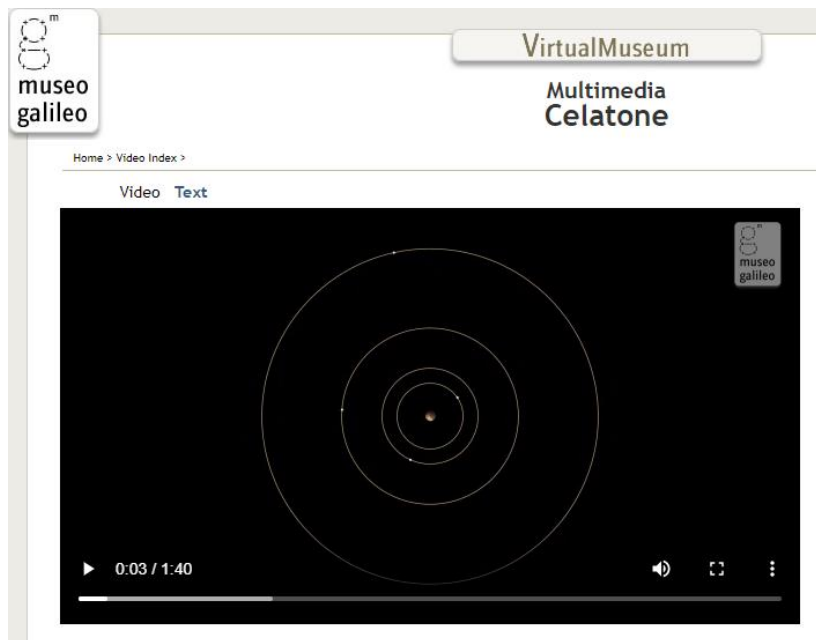 m
museo
galileo
VirtualMuseum
Multimedia
Celatone
Home > Video Index >
Video Text
m
museo
galileo
0:03 / 1:40